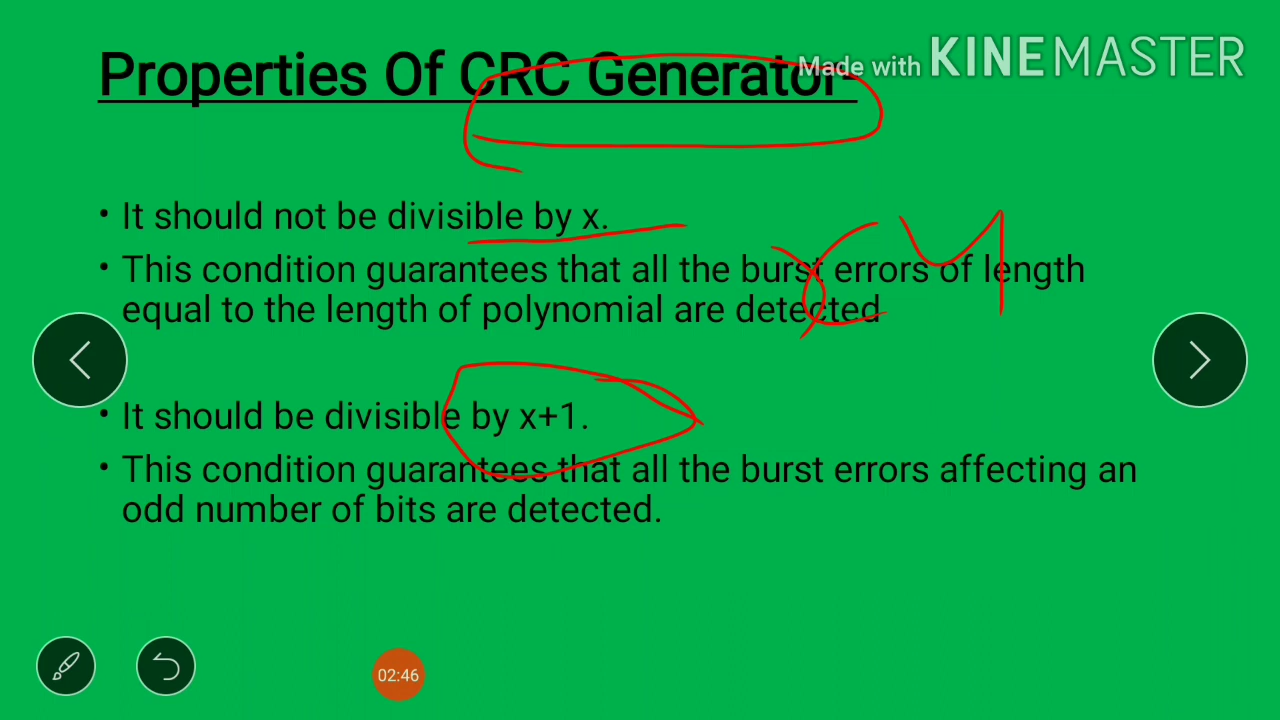 Properties Of CRC Generator-
Made with KINEMASTER
• It should not be divisible by x.
• This condition guarantees that all the burst errors of length
equal to the length of polynomial are detected
• It should be divisible by x+1.
• This condition guarantees that all the burst errors affecting an
odd number of bits are detected.
02:46